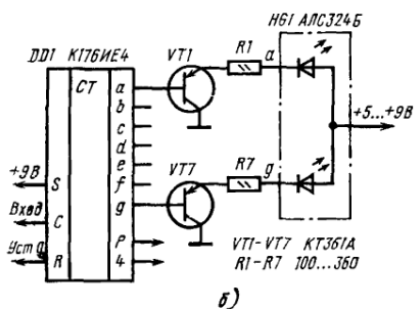 HG1 АЛС324Б
DD1 К176ИЕ4
VT1
R1
a
СТ
a
b
c
d
e
f
g
P
4
+9В
S
Вход
C
Уст 0
R
+5...+9В
VT7
R7
g
VT1-VT7 КТ361А
R1-R7 100...360
б)